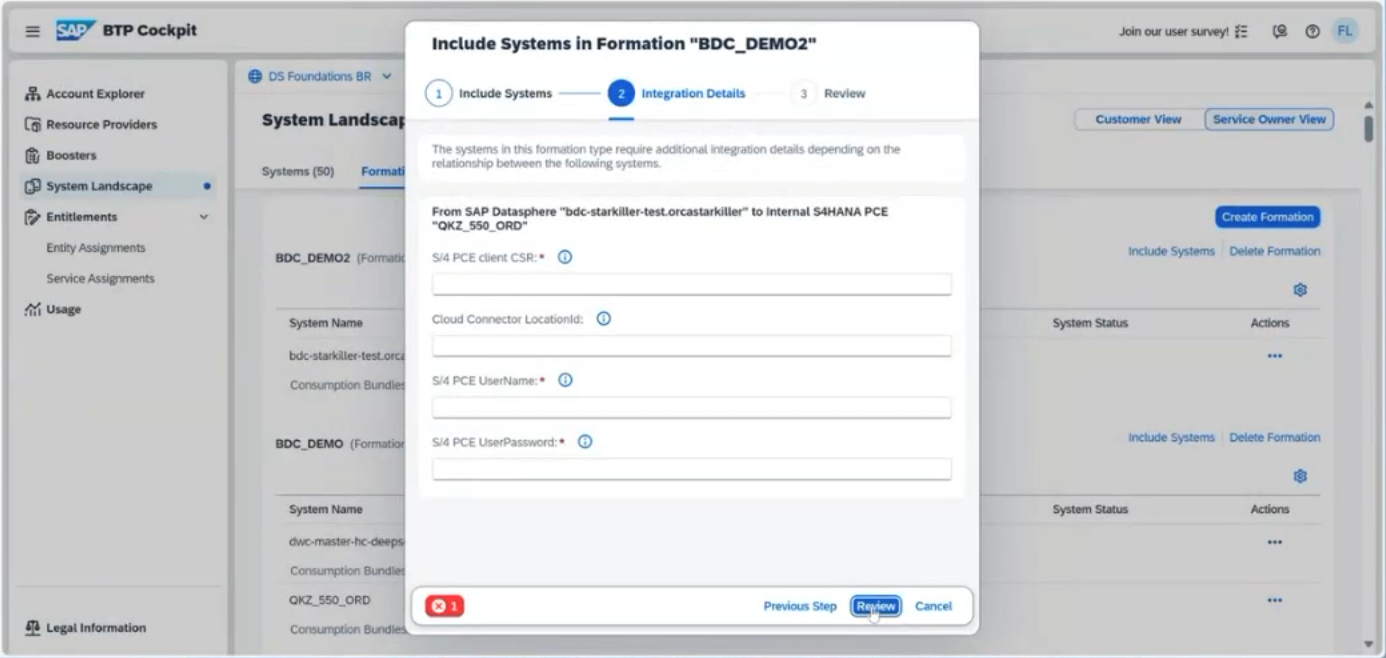 SAP BTP Cockpit
Join our user survey!
FL
Account Explorer
Resource Providers
Boosters
System Landscape
Entitlements
Entity Assignments
Service Assignments
Usage
Legal Information
DS Foundations BR
System Landscap
Customer View
Service Owner View
Systems (50)
Formati
Create Formation
BDC_DEMO2 (Formatic
Include Systems
Delete Formation
System Name
System Status
Actions
bdc-starkiller-test.orca
Consumption Bundles
BDC_DEMO (Formation
Include Systems
Delete Formation
System Name
System Status
Actions
dwc-master-hc-deeps
Consumption Bundles
QKZ_550_ORD
Consumption Bundles
Include Systems in Formation "BDC_DEMO2"
1 Include Systems
2 Integration Details
3 Review
The systems in this formation type require additional integration details depending on the
relationship between the following systems.
From SAP Datasphere "bdc-starkiller-test.orcastarkiller" to Internal S4HANA PCE
"QKZ_550_ORD"
S/4 PCE client CSR:*
Cloud Connector LocationId:
S/4 PCE UserName:*
S/4 PCE UserPassword:*
1
Previous Step
Review
Cancel